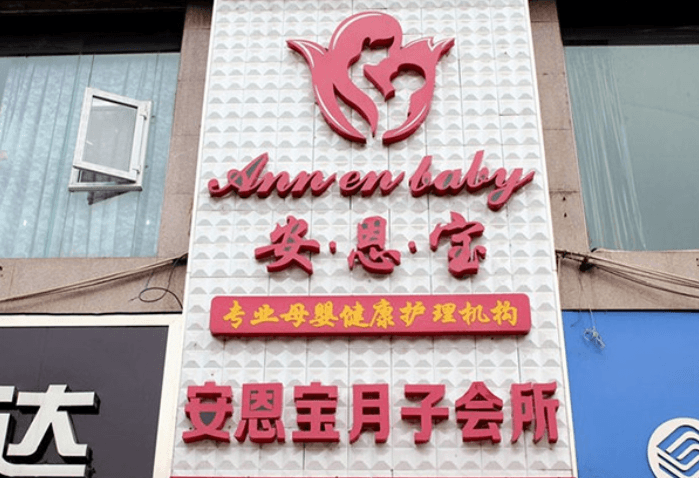 Ann en baby
安·恩·宝
专业母婴健康护理机构
安恩宝月子会所
达